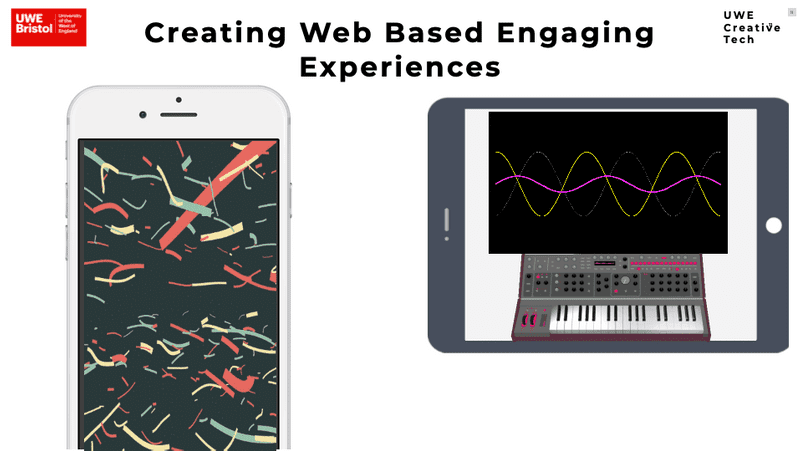 UWE
Bristol
University
of the
West of
England
Creating Web Based Engaging
Experiences
UWE
Creative
Tech